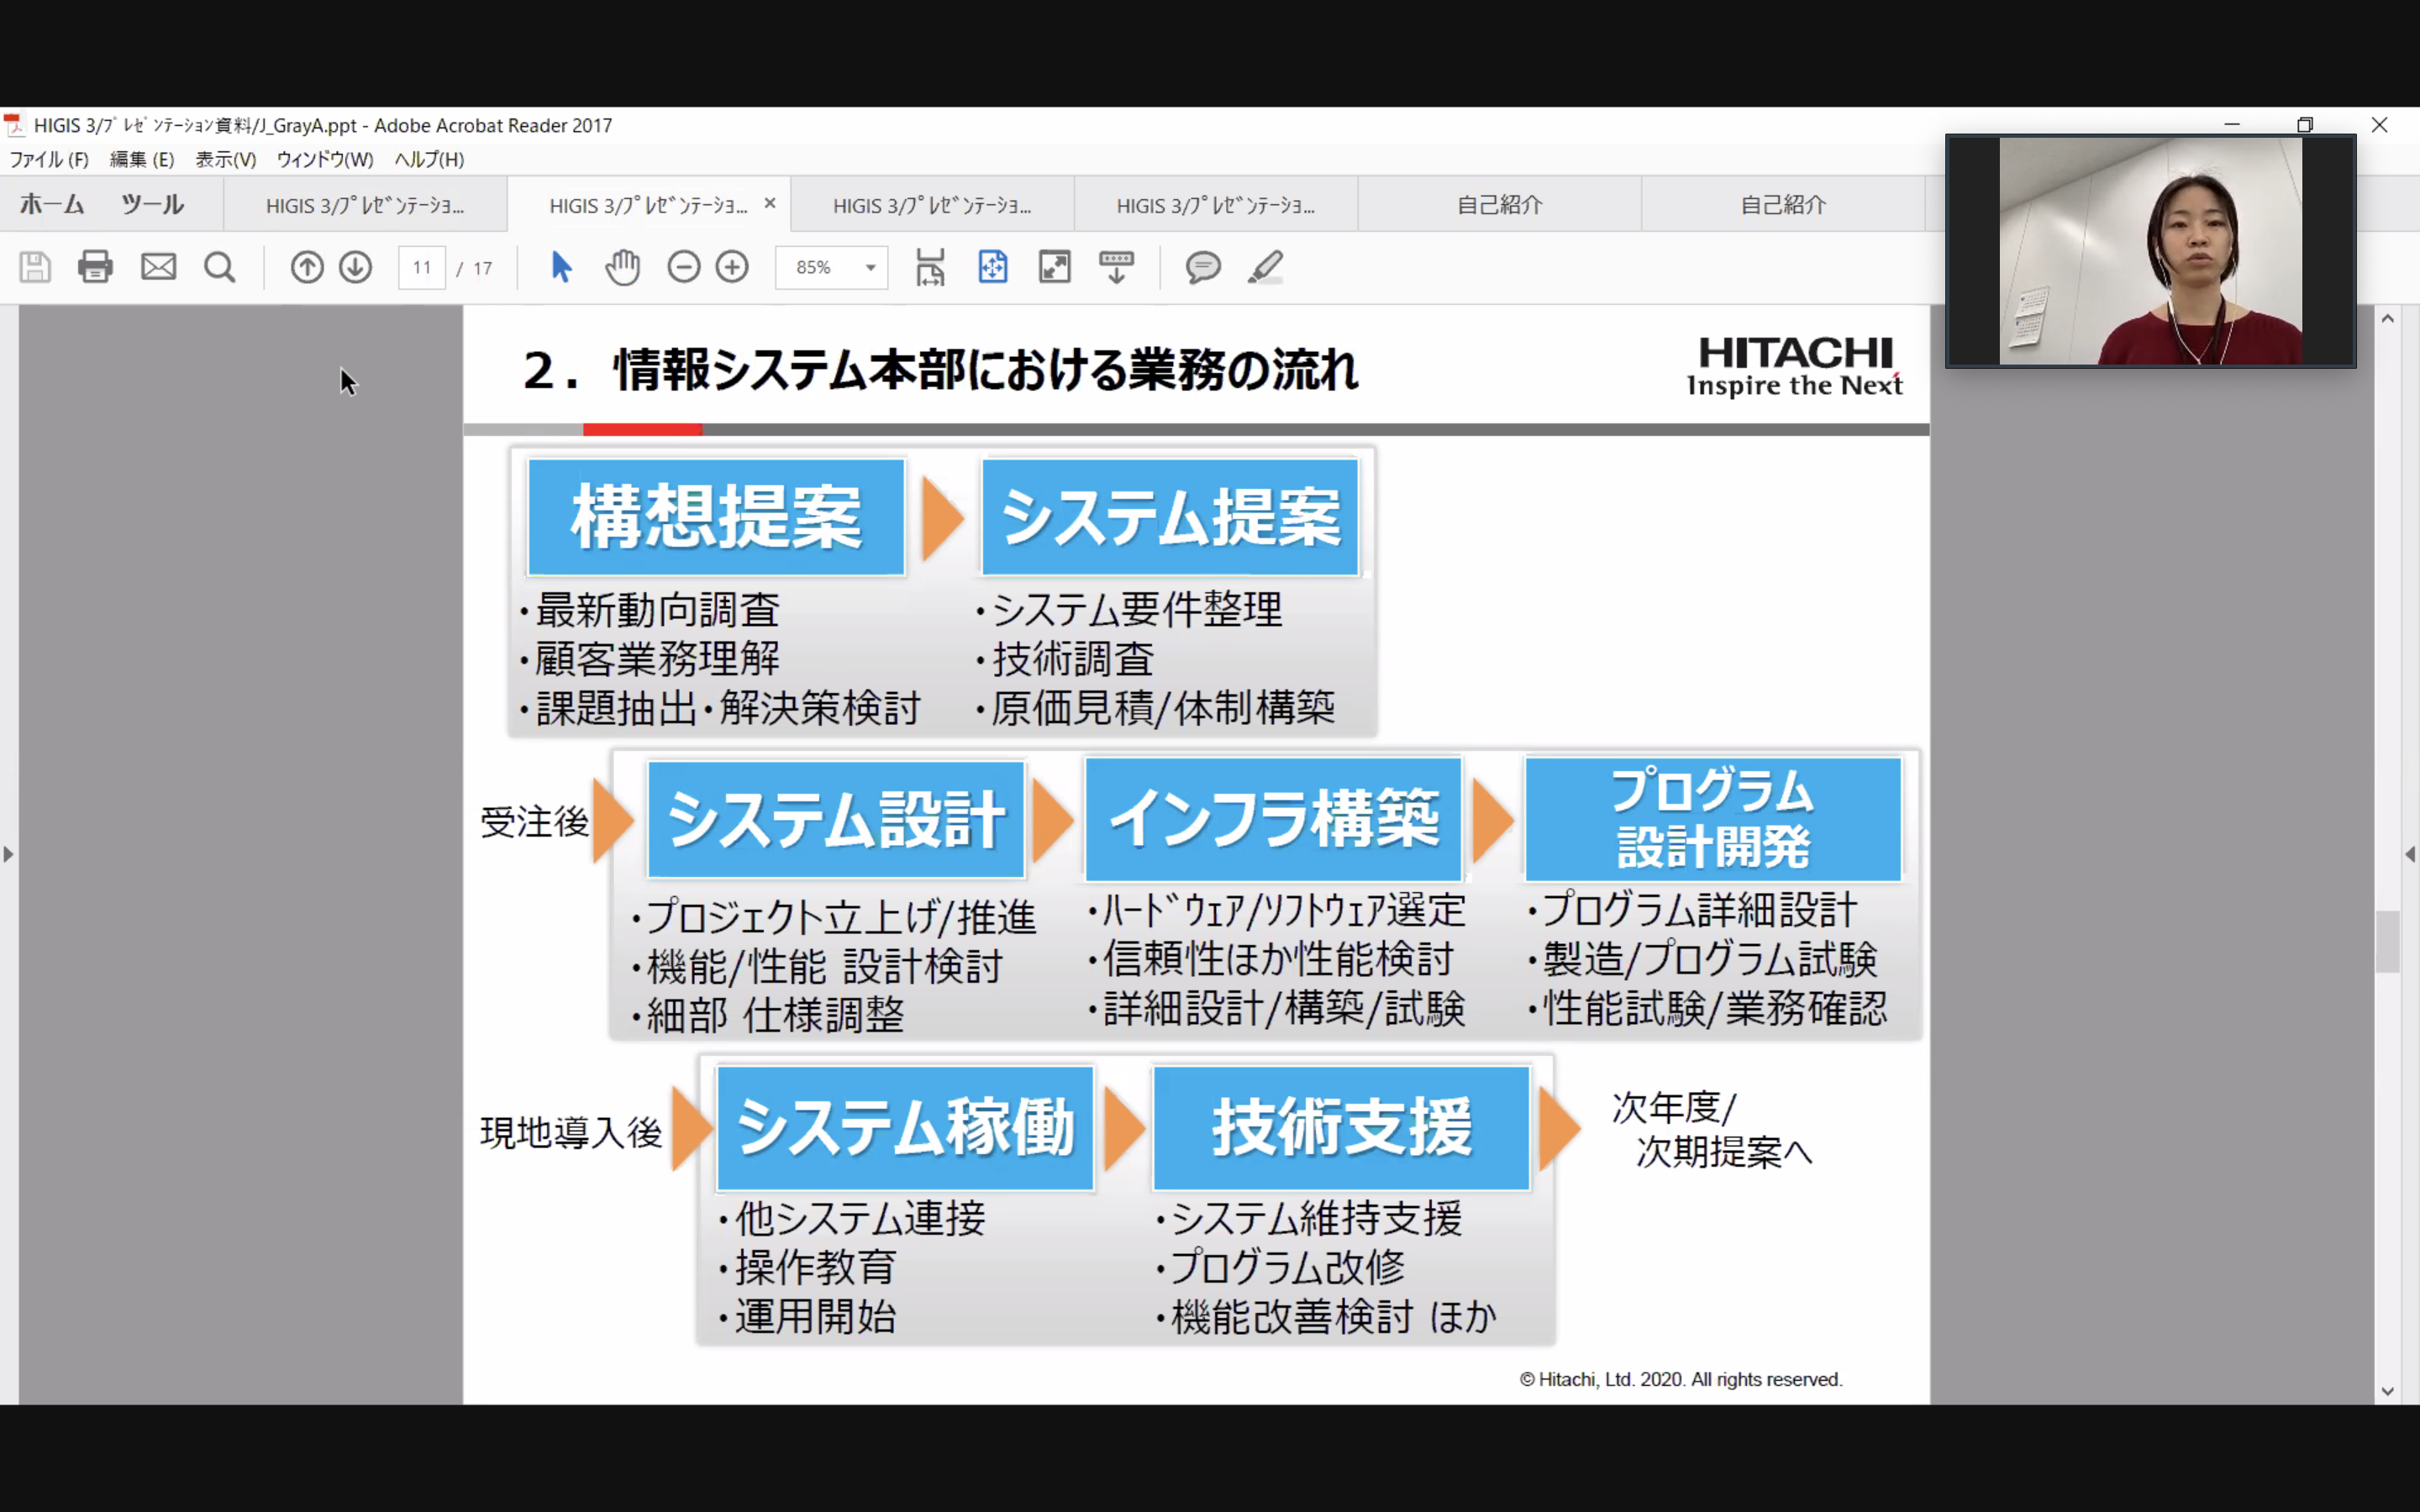 HIGIS 3/ﾌﾟﾚｾﾞﾝﾃｰｼｮﾝ資料/J_GrayA.ppt - Adobe Acrobat Reader 2017
ファイル(F) 編集(E) 表示(V) ウィンドウ(W) ヘルプ(H)
ホーム ツール HIGIS 3/ﾌﾟﾚｾﾞﾝﾃｰｼｮ... HIGIS 3/ﾌﾟﾚｾﾞﾝﾃｰｼｮ... × HIGIS 3/ﾌﾟﾚｾﾞﾝﾃｰｼｮ... HIGIS 3/ﾌﾟﾚｾﾞﾝﾃｰｼｮ... 自己紹介 自己紹介
11 / 17 85%
２．情報システム本部における業務の流れ
HITACHI
Inspire the Next
構想提案
・最新動向調査
・顧客業務理解
・課題抽出・解決策検討
システム提案
・システム要件整理
・技術調査
・原価見積/体制構築
受注後
システム設計
・プロジェクト立上げ/推進
・機能/性能 設計検討
・細部 仕様調整
インフラ構築
・ﾊｰﾄﾞｳｪｱ/ｿﾌﾄｳｪｱ選定
・信頼性ほか性能検討
・詳細設計/構築/試験
プログラム
設計開発
・プログラム詳細設計
・製造/プログラム試験
・性能試験/業務確認
現地導入後
システム稼働
・他システム連接
・操作教育
・運用開始
技術支援
・システム維持支援
・プログラム改修
・機能改善検討 ほか
次年度/
次期提案へ
© Hitachi, Ltd. 2020. All rights reserved.